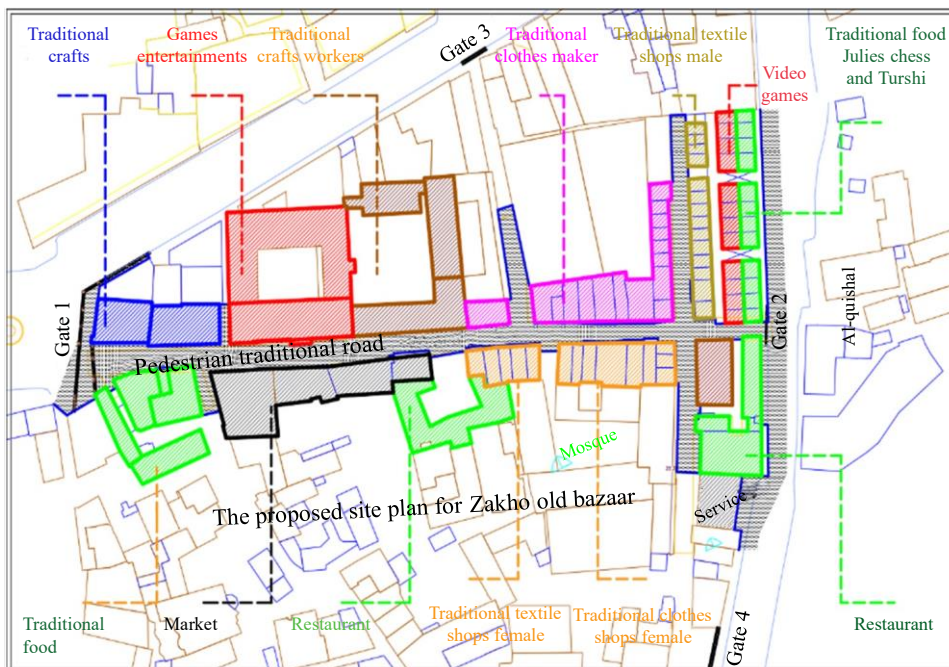 Traditional
crafts
Games
entertainments
Traditional
crafts workers
Gate 3
Traditional
clothes maker
Traditional textile
shops male
Video
games
Traditional food
Julies chess
and Turshi
Gate 1
Pedestrian traditional road
Gate 2
Al-quishal
Mosque
The proposed site plan for Zakho old bazaar
Service
Traditional
food
Market
Restaurant
Traditional textile
shops female
Traditional clothes
shops female
Gate 4
Restaurant